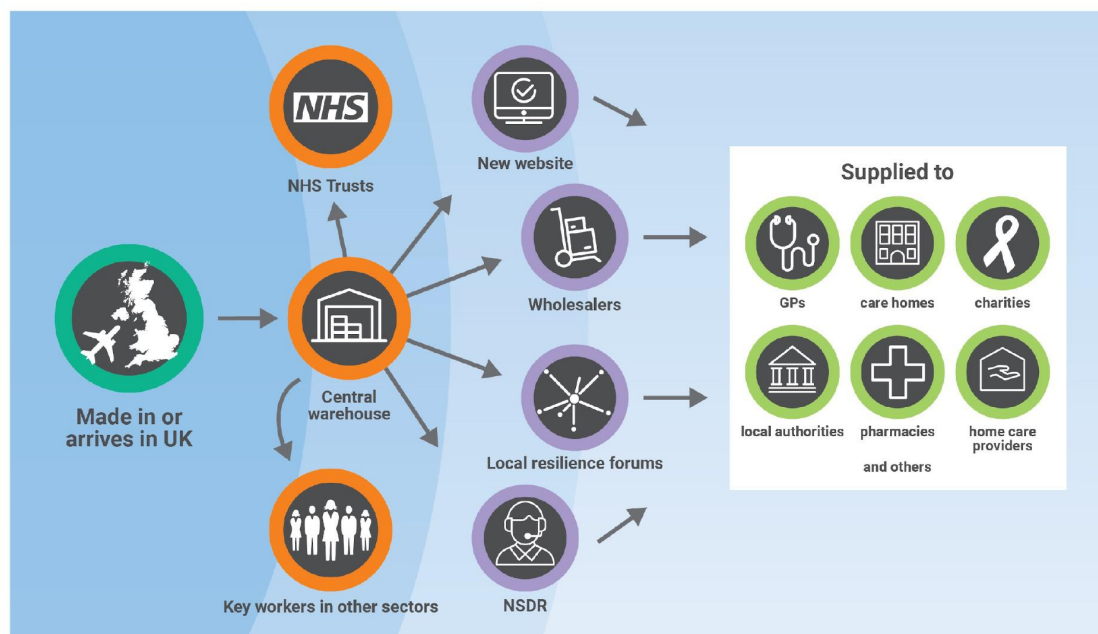 NHS
NHS Trusts
New website
Supplied to
Wholesalers
GPs
care homes
charities
Made in or
arrives in UK
Central
warehouse
Local resilience forums
local authorities
pharmacies
home care
providers
and others
Key workers in other sectors
NSDR